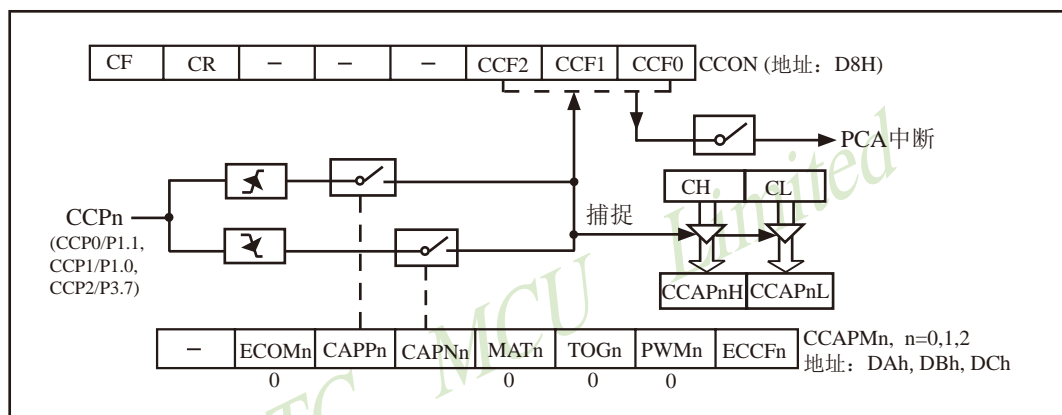 CF CR － － － CCF2 CCF1 CCF0 CCON (地址：D8H)
PCA中断
CH CL
捕捉
CCPn
(CCP0/P1.1,
CCP1/P1.0,
CCP2/P3.7)
CCAPnH CCAPnL
－ ECOMn CAPPn CAPNn MATn TOGn PWMn ECCFn
CCAPMn, n=0,1,2
地址：DAh, DBh, DCh
0 0 0 0
MCU Limited